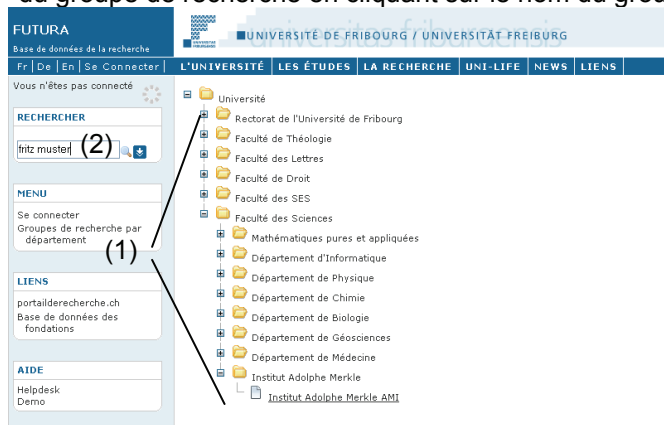 du groupe de recherche en cliquant sur le nom du grou
FUTURA
Base de données de la recherche
UNIVERSITÉ DE FRIBOURG / UNIVERSITÄT FREIBURG
Fr | De | En | Se Connecter |
L'UNIVERSITÉ | LES ÉTUDES | LA RECHERCHE | UNI-LIFE | NEWS | LIENS
Vous n'êtes pas connecté
RECHERCHER
fritz muster
(2)
MENU
Se connecter
Groupes de recherche par
département
(1)
LIENS
portailderecherche.ch
Base de données des
fondations
AIDE
Helpdesk
Demo
Université
Rectorat de l'Université de Fribourg
Faculté de Théologie
Faculté des Lettres
Faculté de Droit
Faculté des SES
Faculté des Sciences
Mathématiques pures et appliquées
Département d'Informatique
Département de Physique
Département de Chimie
Département de Biologie
Département de Géosciences
Département de Médecine
Institut Adolphe Merkle
Institut Adolphe Merkle AMI